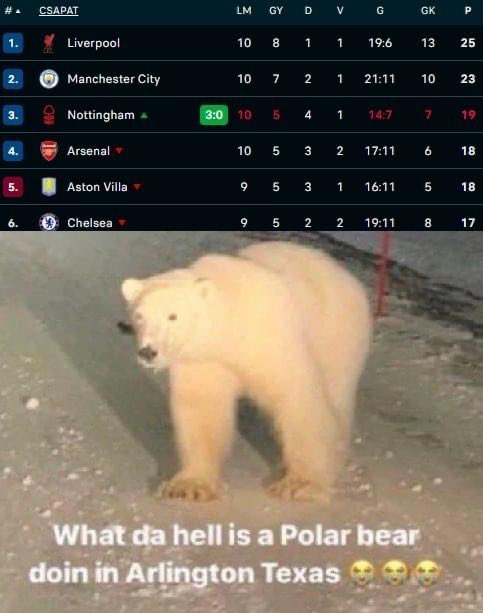 # CSAPAT LM GY D V G GK P
1. Liverpool 10 8 1 1 19:6 13 25
2. Manchester City 10 7 2 1 21:11 10 23
3. Nottingham 3:0 10 5 4 1 14:7 7 19
4. Arsenal 10 5 3 2 17:11 6 18
5. Aston Villa 9 5 3 1 16:11 5 18
6. Chelsea 9 5 2 2 19:11 8 17
What da hell is a Polar bear
doin in Arlington Texas 😭😭😭